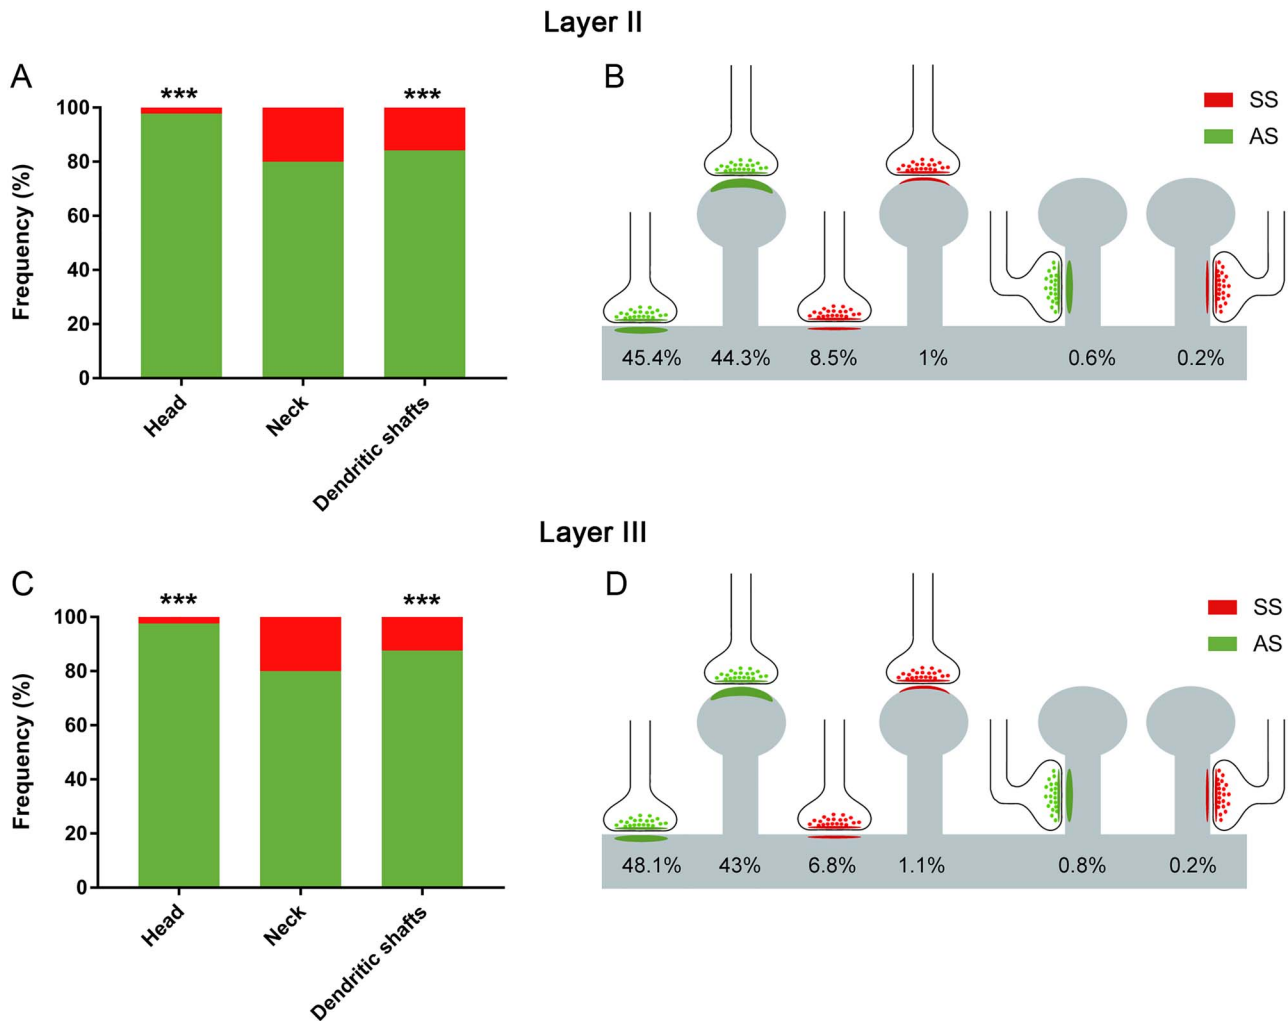 Layer II
A
***
***
100
80
60
40
20
0
Frequency (%)
Head
Neck
Dendritic shafts
B
SS
AS
45.4% 44.3% 8.5% 1% 0.6% 0.2%
Layer III
C
***
***
100
80
60
40
20
0
Frequency (%)
Head
Neck
Dendritic shafts
D
SS
AS
48.1% 43% 6.8% 1.1% 0.8% 0.2%